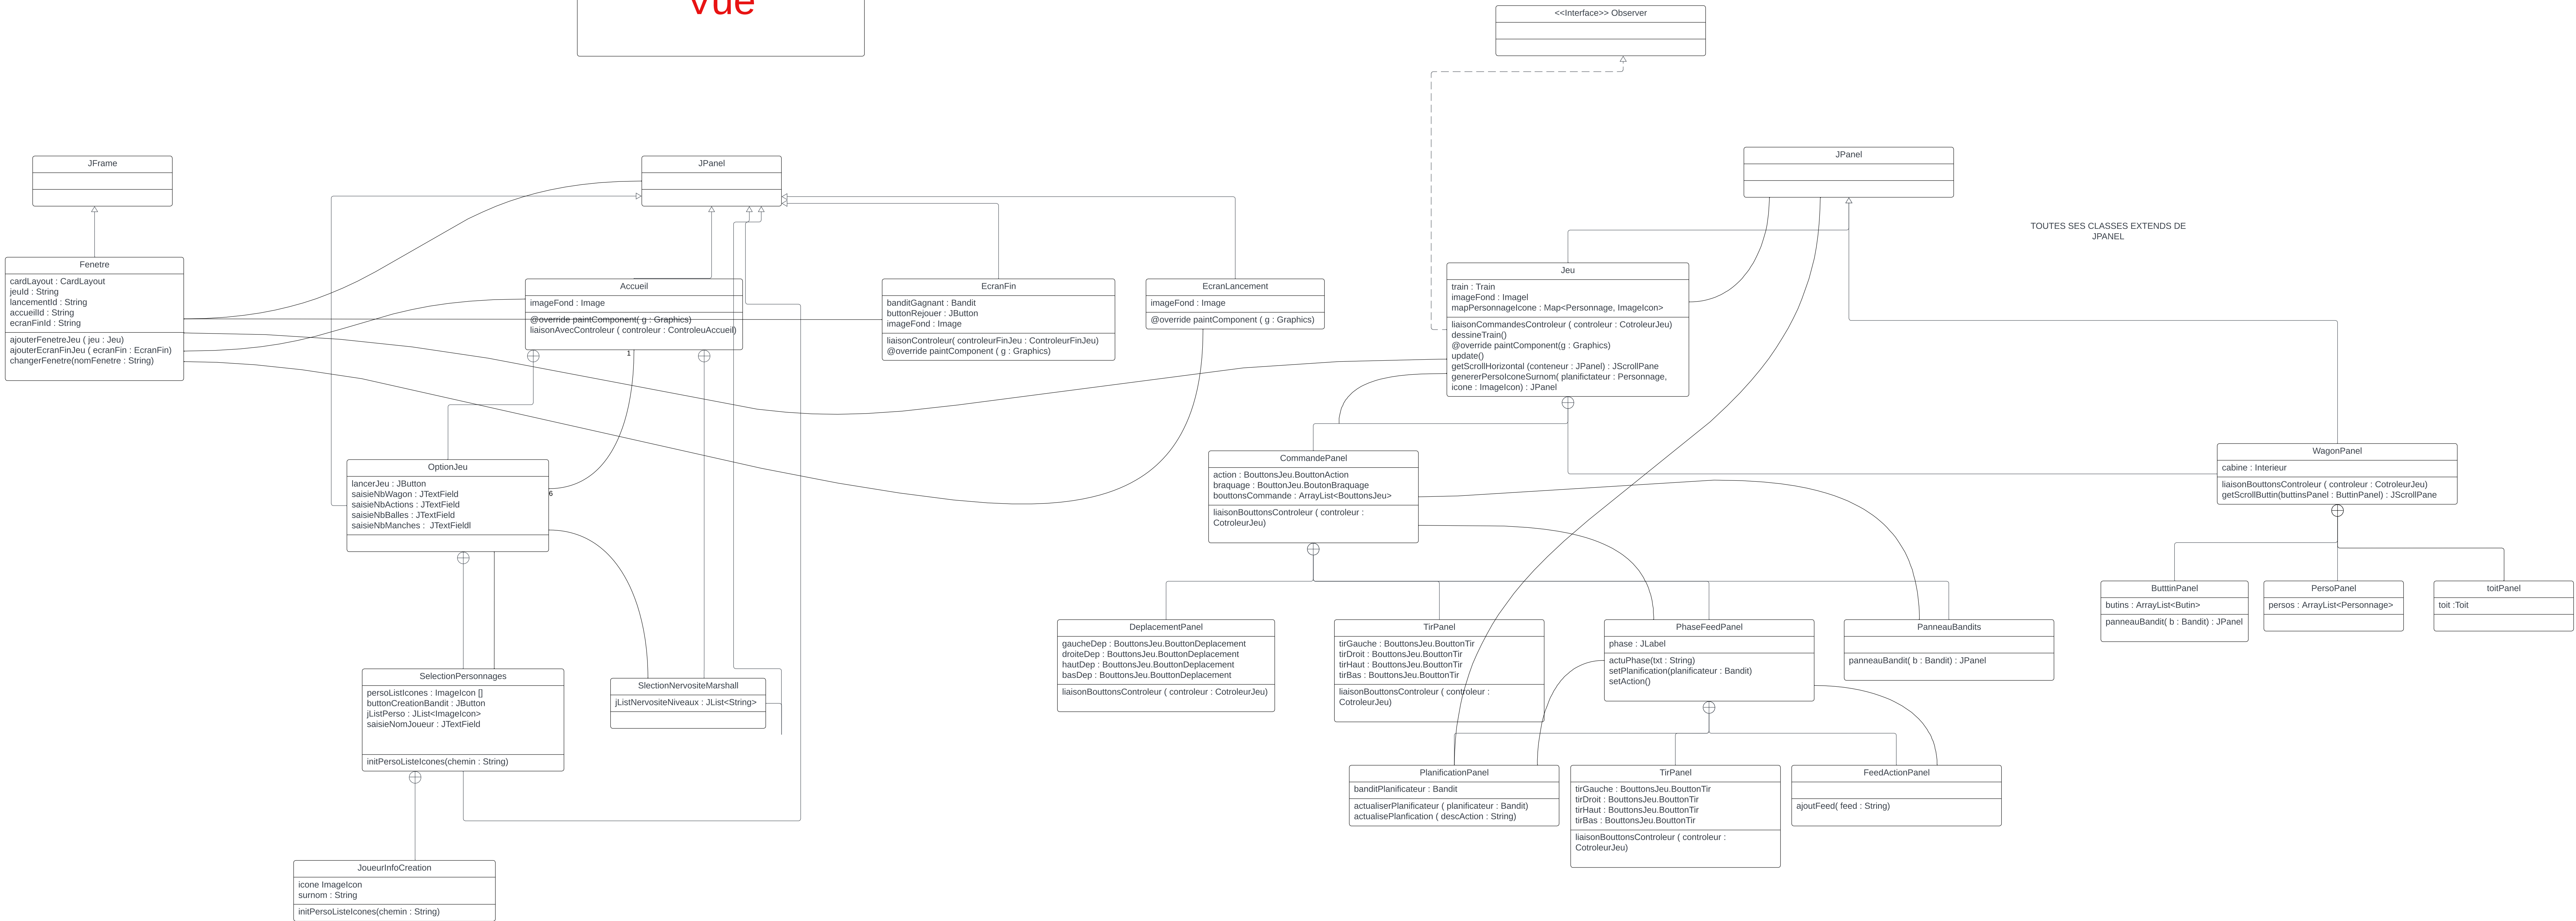 Vue
<<Interface>> Observer
JFrame
JPanel
JPanel
TOUTES SES CLASSES EXTENDS DE
JPANEL
Fenetre
cardLayout : CardLayout
jeuId : String
lancementId : String
accueilId : String
ecranFinId : String
ajouterFenetreJeu ( jeu : Jeu)
ajouterEcranFinJeu ( ecranFin : EcranFin)
changerFenetre(nomFenetre : String)
Accueil
imageFond : Image
@override paintComponent( g : Graphics)
liaisonAvecControleur ( controleur : ControleuAccueil)
1
EcranFin
banditGagnant : Bandit
buttonRejouer : JButton
imageFond : Image
liaisonControleur( controleurFinJeu : ControleurFinJeu)
@override paintComponent ( g : Graphics)
EcranLancement
imageFond : Image
@override paintComponent ( g : Graphics)
Jeu
train : Train
imageFond : Imagel
mapPersonnageIcone : Map<Personnage, ImageIcon>
liaisonCommandesControleur ( controleur : CotroleurJeu)
dessineTrain()
@override paintComponent(g : Graphics)
update()
getScrollHorizontal (conteneur : JPanel) : JScrollPane
genererPersoIconeSurnom( planifictateur : Personnage,
icone : ImageIcon) : JPanel
OptionJeu
lancerJeu : JButton
saisieNbWagon : JTextField
saisieNbActions : JTextField
saisieNbBalles : JTextField
saisieNbManches :  JTextFieldl
6
CommandePanel
action : BouttonsJeu.BouttonAction
braquage : BouttonJeu.BoutonBraquage
bouttonsCommande : ArrayList<BouttonsJeu>
liaisonBouttonsControleur ( controleur :
CotroleurJeu)
WagonPanel
cabine : Interieur
liaisonBouttonsControleur ( controleur : CotroleurJeu)
getScrollButtin(buttinsPanel : ButtinPanel) : JScrollPane
ButttinPanel
butins : ArrayList<Butin>
panneauBandit( b : Bandit) : JPanel
PersoPanel
persos : ArrayList<Personnage>
toitPanel
toit :Toit
DeplacementPanel
gaucheDep : BouttonsJeu.BouttonDeplacement
droiteDep : BouttonsJeu.BouttonDeplacement
hautDep : BouttonsJeu.BouttonDeplacement
basDep : BouttonsJeu.BouttonDeplacement
liaisonBouttonsControleur ( controleur : CotroleurJeu)
TirPanel
tirGauche : BouttonsJeu.BouttonTir
tirDroit : BouttonsJeu.BouttonTir
tirHaut : BouttonsJeu.BouttonTir
tirBas : BouttonsJeu.BouttonTir
liaisonBouttonsControleur ( controleur :
CotroleurJeu)
PhaseFeedPanel
phase : JLabel
actuPhase(txt : String)
setPlanification(planificateur : Bandit)
setAction()
PanneauBandits
panneauBandit( b : Bandit) : JPanel
SelectionPersonnages
persoListIcones : ImageIcon []
buttonCreationBandit : JButton
jListPerso : JList<ImageIcon>
saisieNomJoueur : JTextField
initPersoListeIcones(chemin : String)
SlectionNervositeMarshall
jListNervositeNiveaux : JList<String>
PlanificationPanel
banditPlanificateur : Bandit
actualiserPlanificateur ( planificateur : Bandit)
actualisePlanfication ( descAction : String)
TirPanel
tirGauche : BouttonsJeu.BouttonTir
tirDroit : BouttonsJeu.BouttonTir
tirHaut : BouttonsJeu.BouttonTir
tirBas : BouttonsJeu.BouttonTir
liaisonBouttonsControleur ( controleur :
CotroleurJeu)
FeedActionPanel
ajoutFeed( feed : String)
JoueurInfoCreation
icone ImageIcon
surnom : String
initPersoListeIcones(chemin : String)